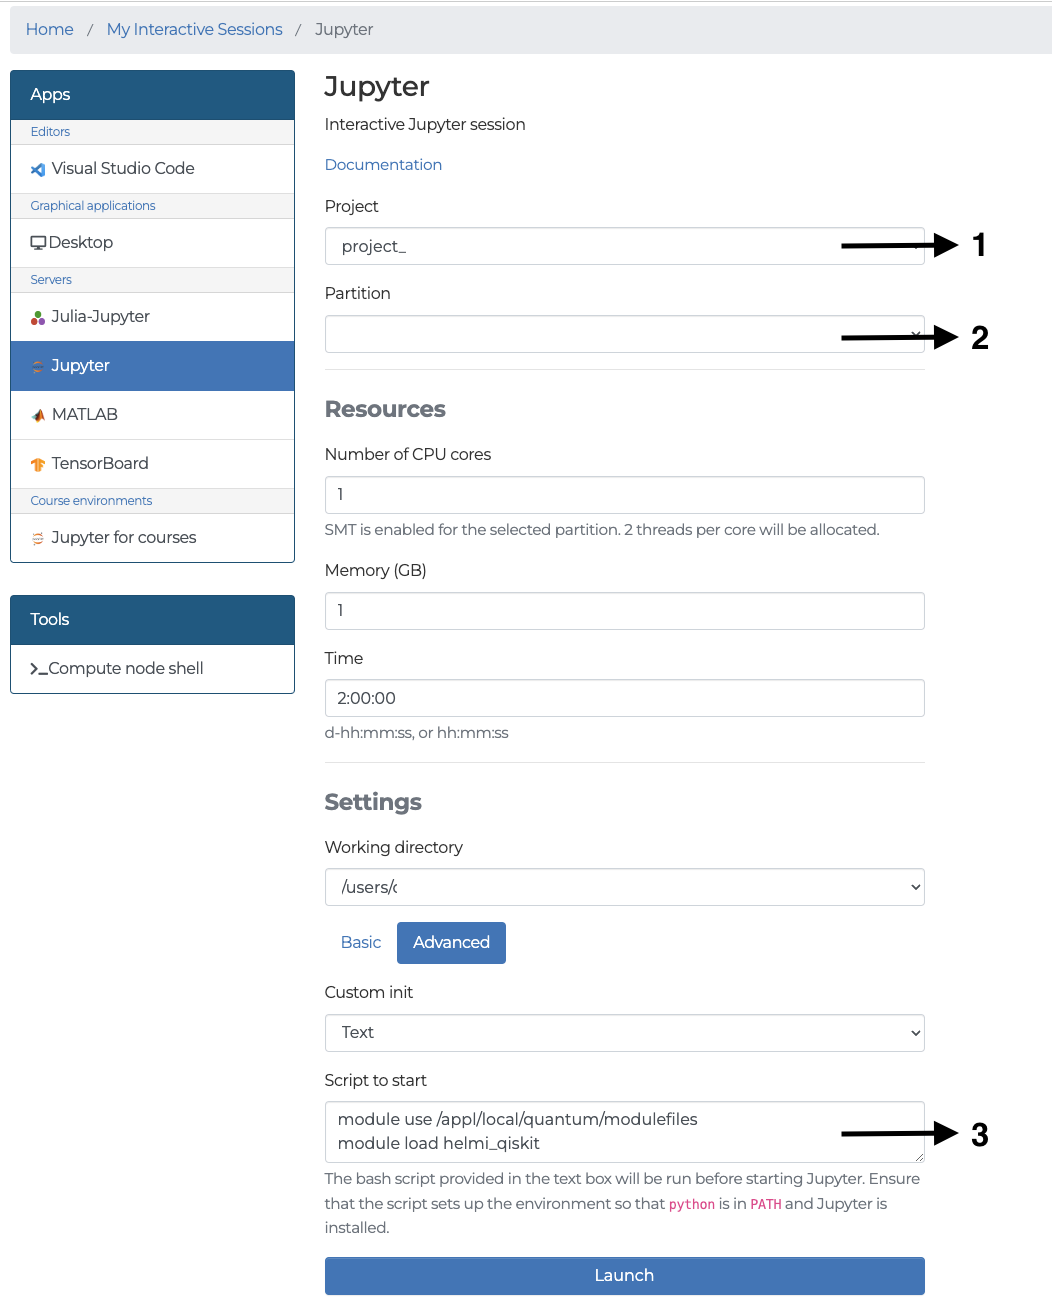 Home / My Interactive Sessions / Jupyter
Apps
Editors
Visual Studio Code
Graphical applications
Desktop
Servers
Julia-Jupyter
Jupyter
MATLAB
TensorBoard
Course environments
Jupyter for courses
Tools
Compute node shell
Jupyter
Interactive Jupyter session
Documentation
Project
project_
1
Partition
2
Resources
Number of CPU cores
1
SMT is enabled for the selected partition. 2 threads per core will be allocated.
Memory (GB)
1
Time
2:00:00
d-hh:mm:ss, or hh:mm:ss
Settings
Working directory
/users/
Basic
Advanced
Custom init
Text
Script to start
module use /appl/local/quantum/modulefiles
module load helmi_qiskit
3
The bash script provided in the text box will be run before starting Jupyter. Ensure
that the script sets up the environment so that python is in PATH and Jupyter is
installed.
Launch